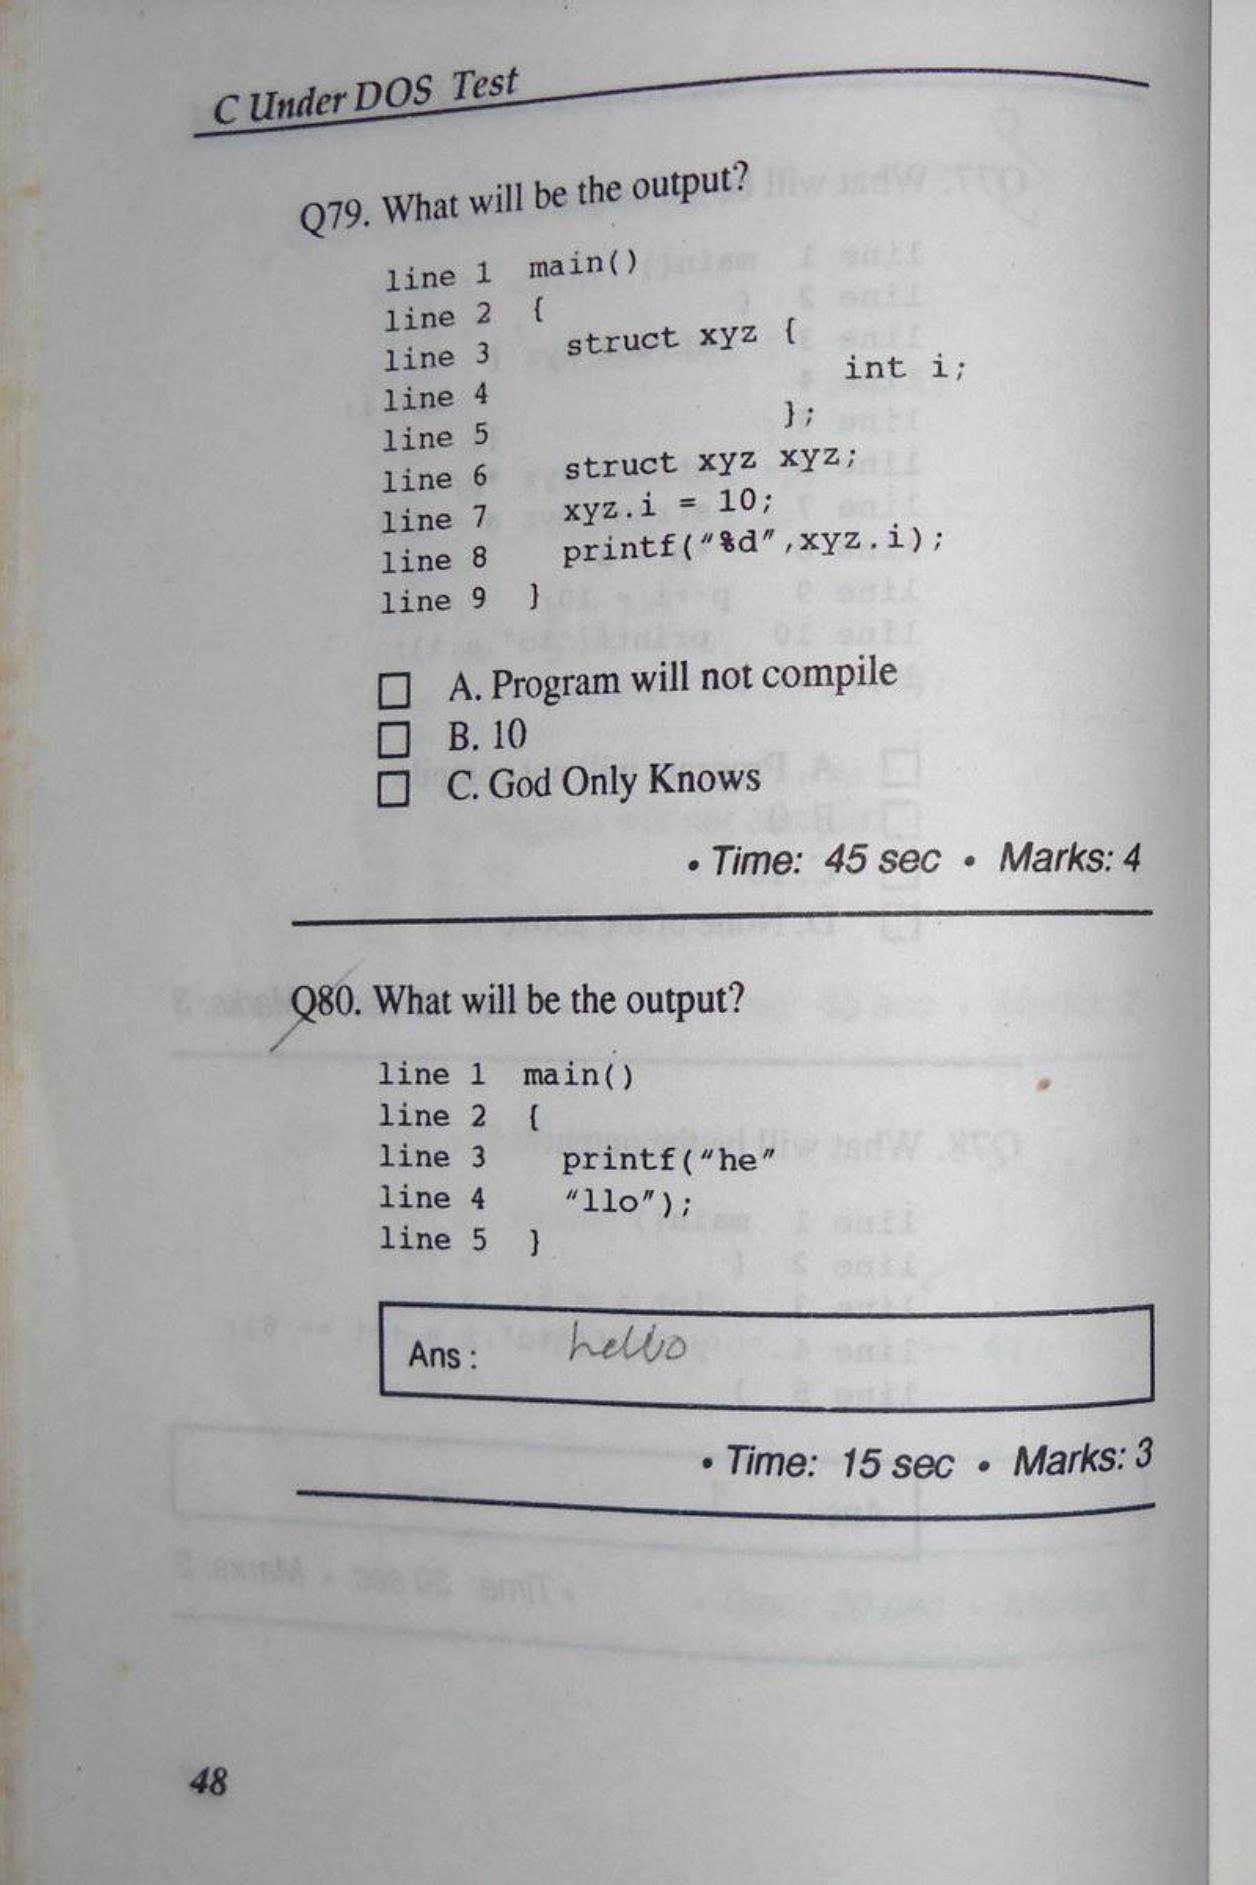 C Under DOS Test
Q79. What will be the output?
line 1 main()
line 2 {
line 3 struct xyz {
line 4 int i;
line 5 };
line 6 struct xyz xyz;
line 7 xyz.i = 10;
line 8 printf("%d",xyz.i);
line 9 }
A. Program will not compile
B. 10
C. God Only Knows
• Time: 45 sec • Marks: 4
Q80. What will be the output?
line 1 main()
line 2 {
line 3 printf("he"
line 4 "llo");
line 5 }
Ans : hello
• Time: 15 sec • Marks: 3
48